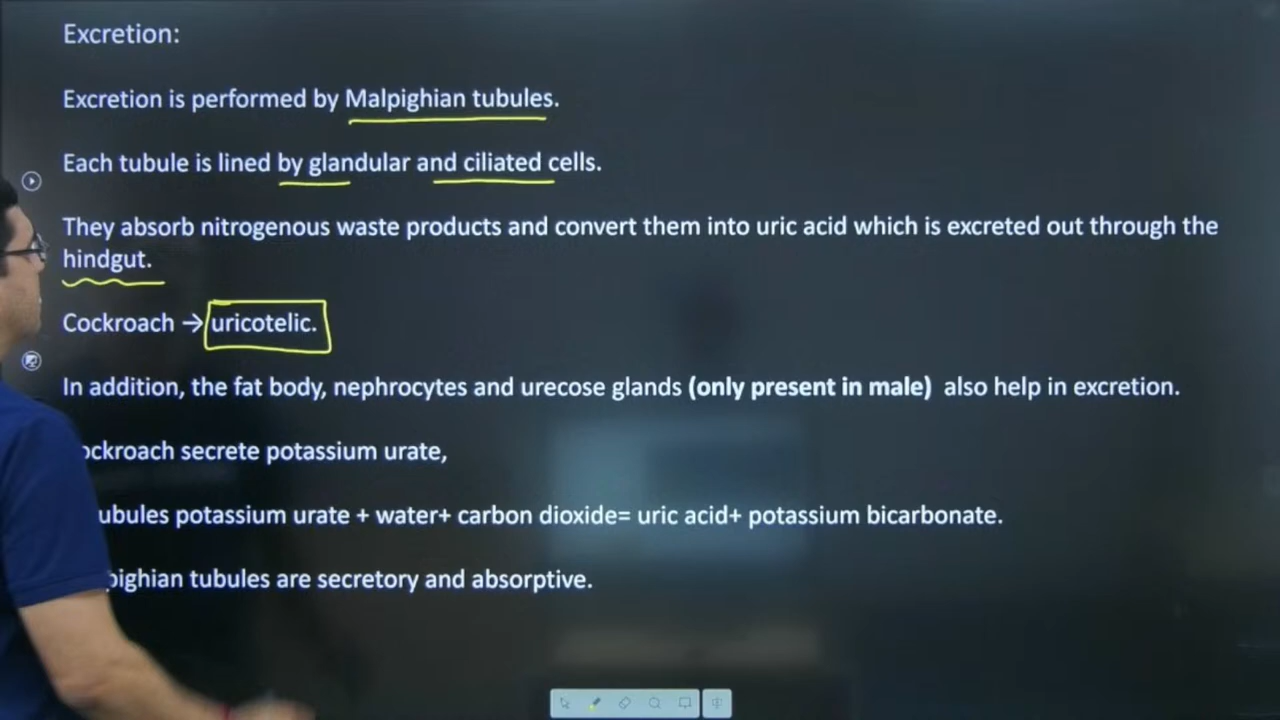 Excretion:
Excretion is performed by Malpighian tubules.
Each tubule is lined by glandular and ciliated cells.
They absorb nitrogenous waste products and convert them into uric acid which is excreted out through the
hindgut.
Cockroach → uricotelic.
In addition, the fat body, nephrocytes and urecose glands (only present in male) also help in excretion.
ockroach secrete potassium urate,
ubules potassium urate + water+ carbon dioxide= uric acid+ potassium bicarbonate.
pighian tubules are secretory and absorptive.